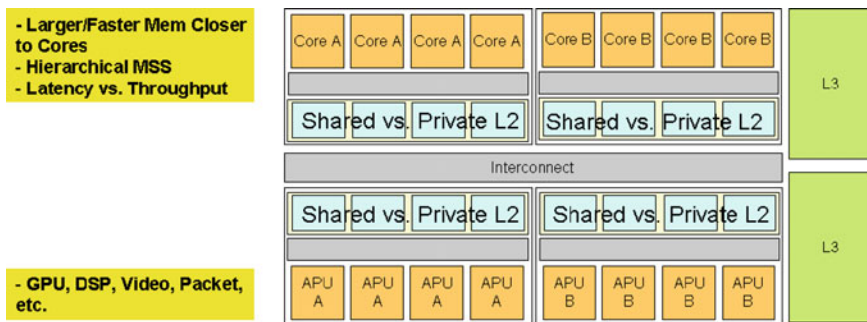 - Larger/Faster Mem Closer
to Cores
- Hierarchical MSS
- Latency vs. Throughput
Core A Core A Core A Core A
Core B Core B Core B Core B
L3
Shared vs. Private L2
Shared vs. Private L2
Interconnect
Shared vs. Private L2
Shared vs. Private L2
L3
- GPU, DSP, Video, Packet,
etc.
APU APU APU APU
A A A A
APU APU APU APU
B B B B